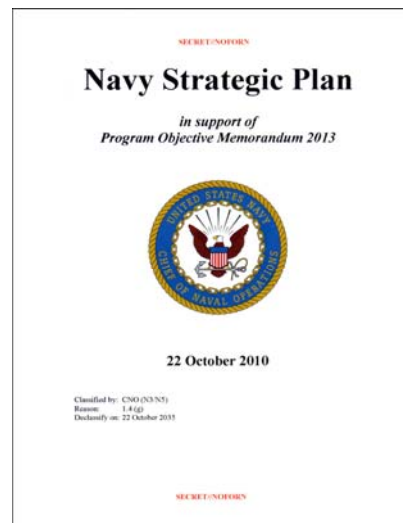 SECRET//NOFORN
Navy Strategic Plan
in support of
Program Objective Memorandum 2013
UNITED STATES NAVY
CHIEF OF NAVAL OPERATIONS
22 October 2010
Classified by: CNO (N3/N5)
Reason: 1.4 (g)
Declassify on: 22 October 2035
SECRET//NOFORN